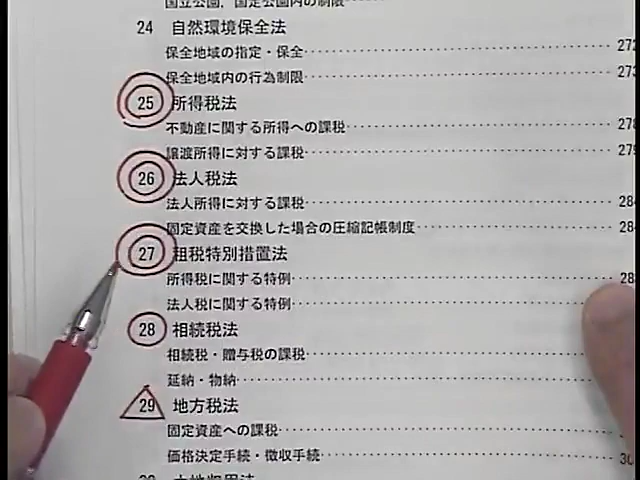 国立公園，国定公園内の制限
24 自然環境保全法
保全地域の指定・保全 272
保全地域内の行為制限 273
25 所得税法
不動産に関する所得への課税 278
譲渡所得に対する課税 279
26 法人税法
法人所得に対する課税 28
固定資産を交換した場合の圧縮記帳制度 28
27 租税特別措置法
所得税に関する特例 28
法人税に関する特例
28 相続税法
相続税・贈与税の課税
延納・物納
29 地方税法
固定資産への課税
価格決定手続・徴収手続 30